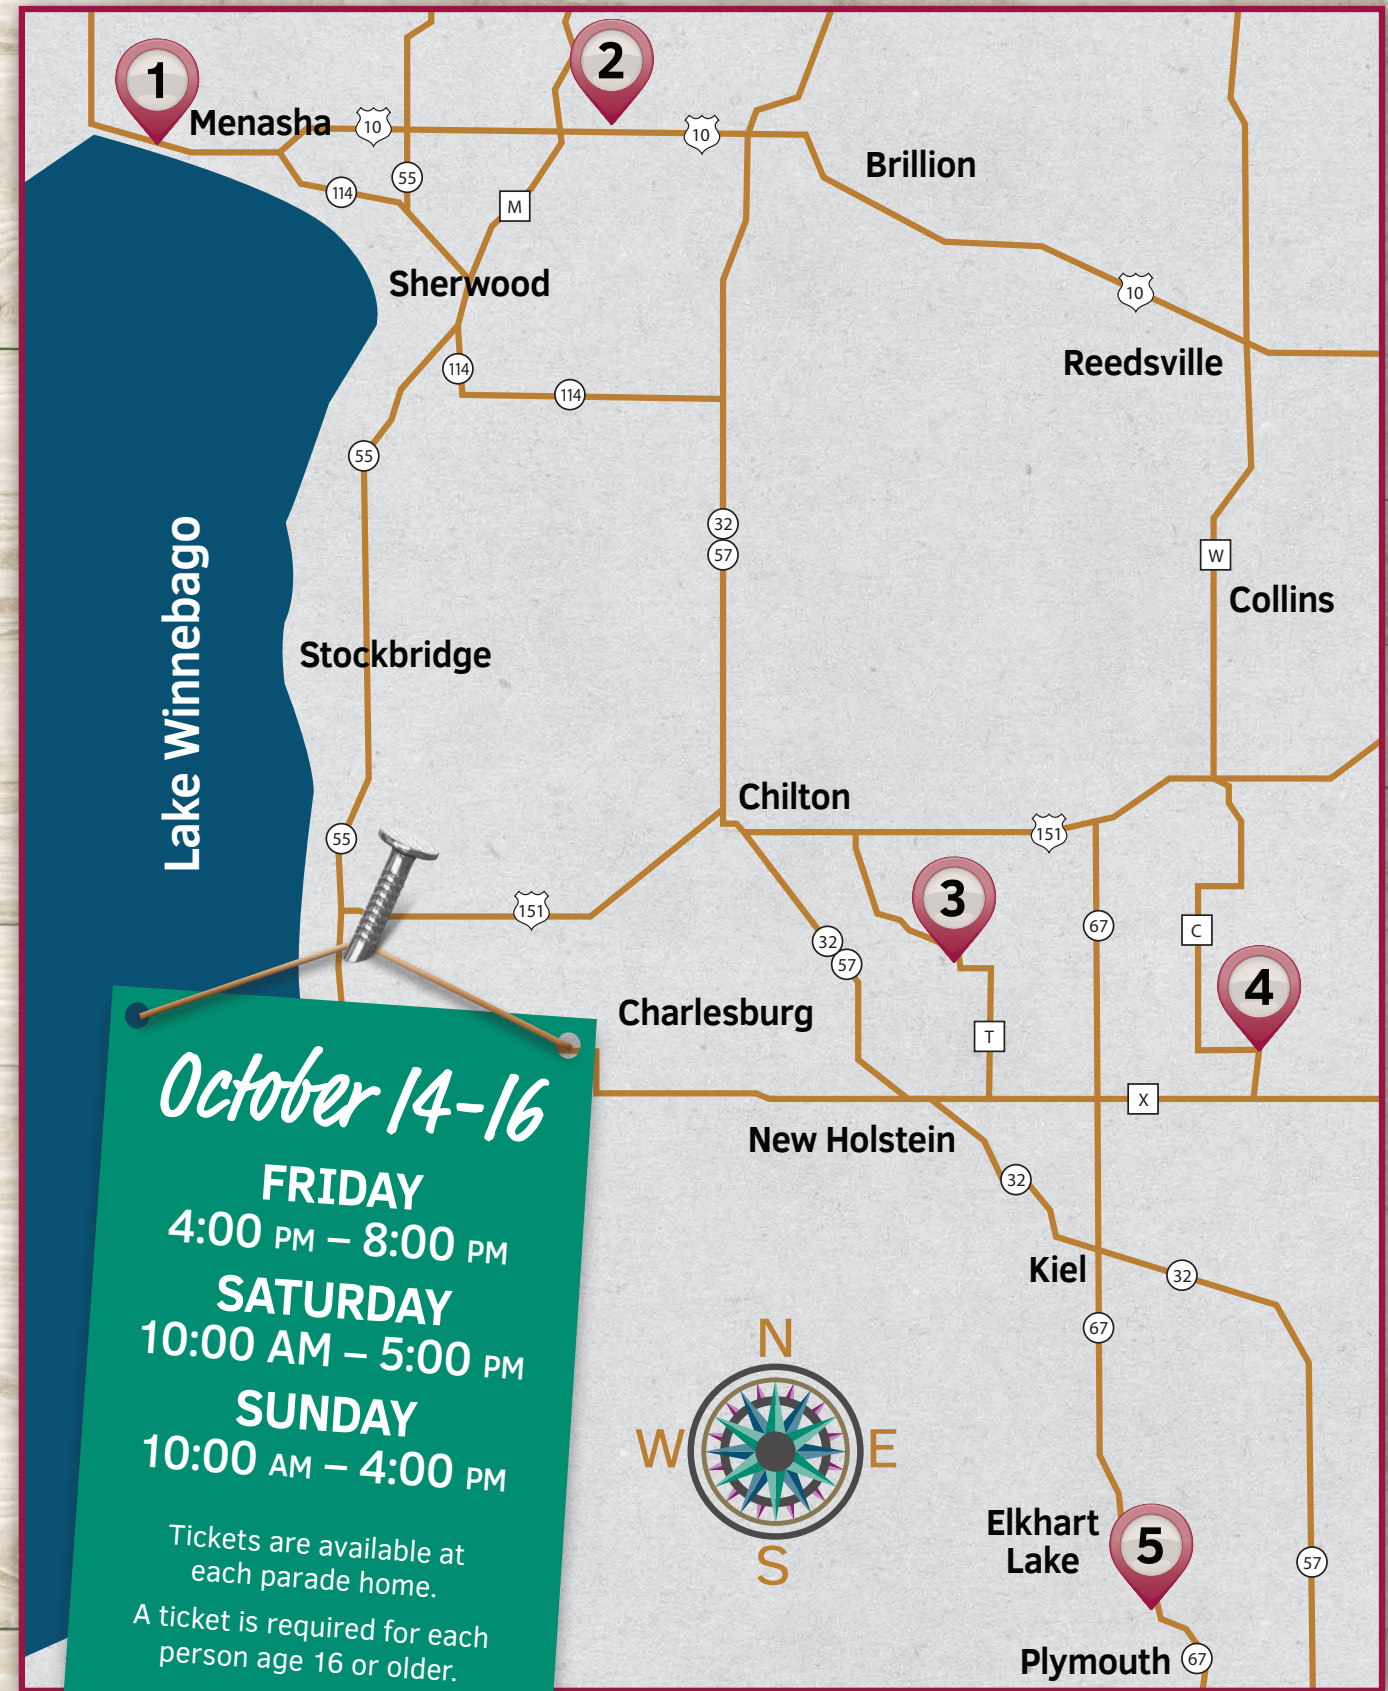 1
2
Menasha
10
10
Brillion
55
114
M
Sherwood
10
Reedsville
114
114
55
32
57
W
Collins
Lake Winnebago
Stockbridge
Chilton
55
151
3
151
67
C
32
57
4
Charlesburg
T
X
New Holstein
32
Kiel
32
67
N
W
E
S
Elkhart
Lake
5
57
Plymouth
67
October 14-16
FRIDAY
4:00 PM – 8:00 PM
SATURDAY
10:00 AM – 5:00 PM
SUNDAY
10:00 AM – 4:00 PM
Tickets are available at
each parade home.
A ticket is required for each
person age 16 or older.